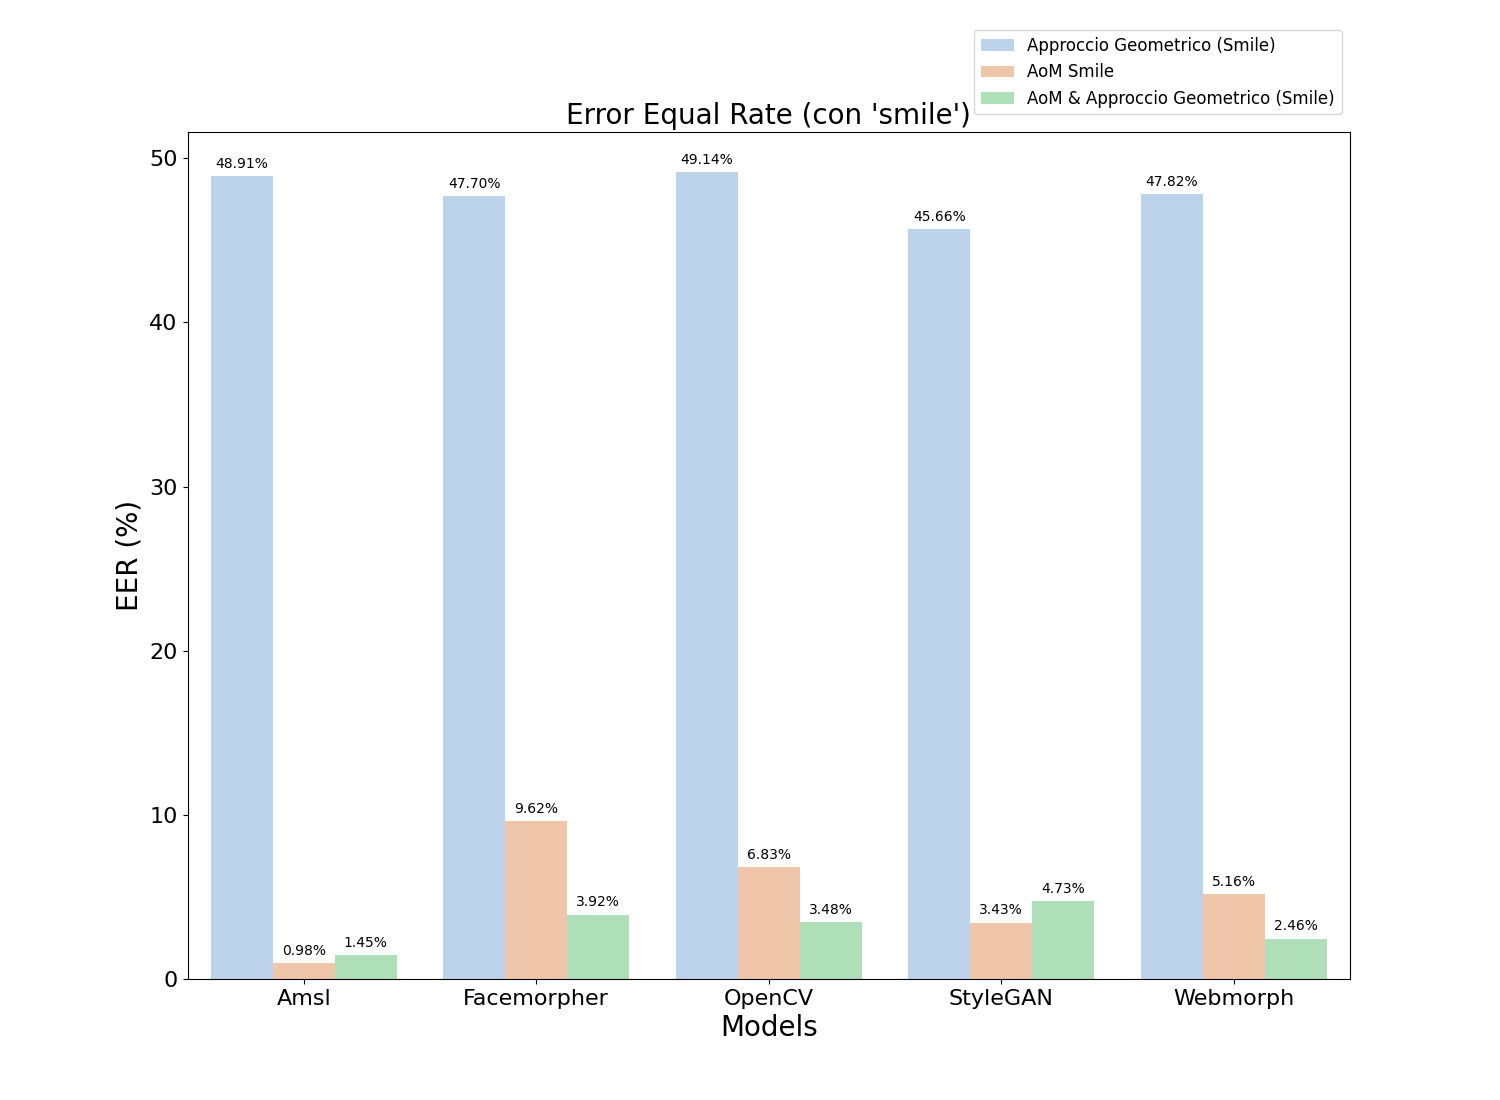 Approccio Geometrico (Smile)
AoM Smile
AoM & Approccio Geometrico (Smile)
Error Equal Rate (con 'smile')
50
40
30
20
10
0
EER (%)
48.91%
0.98%
1.45%
47.70%
9.62%
3.92%
49.14%
6.83%
3.48%
45.66%
3.43%
4.73%
47.82%
5.16%
2.46%
Amsl
Facemorpher
OpenCV
StyleGAN
Webmorph
Models